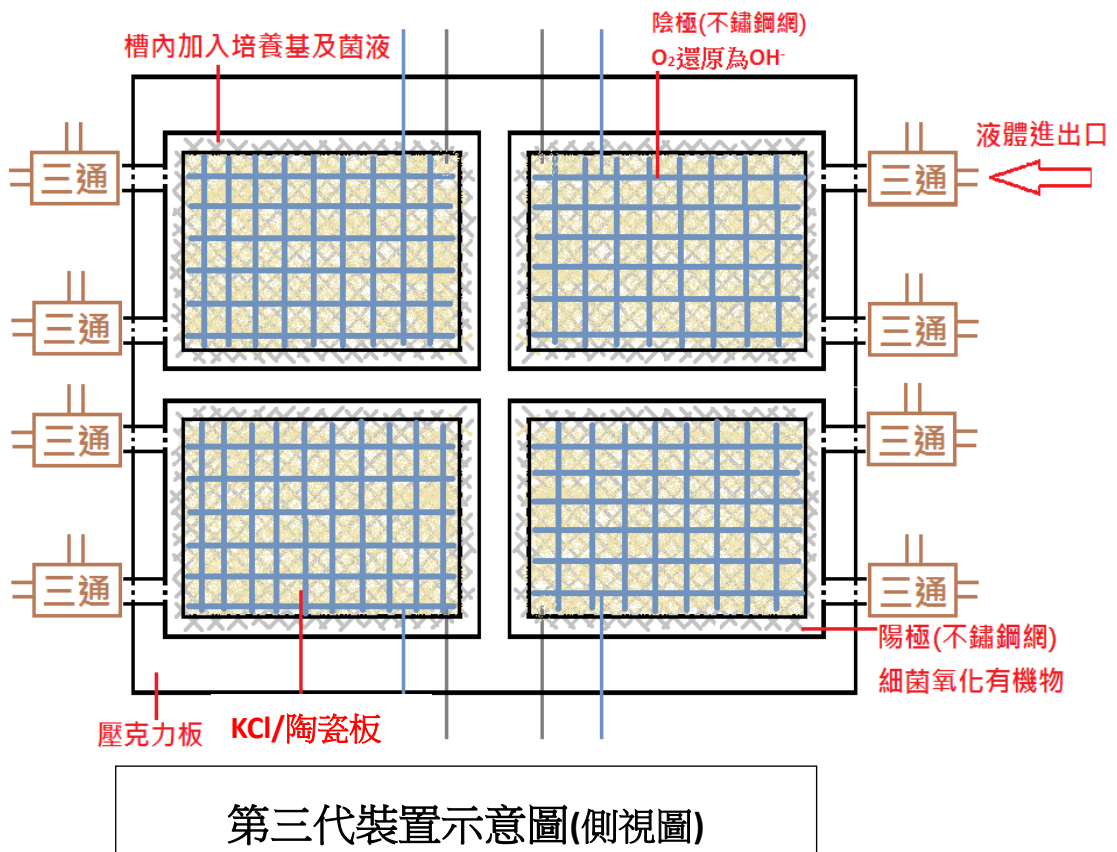 槽內加入培養基及菌液
陰極(不鏽鋼網)
O₂還原為OH⁻
液體進出口
三通
三通
三通
三通
三通
三通
三通
三通
陽極(不鏽鋼網)
細菌氧化有機物
壓克力板
KCl/陶瓷板
第三代裝置示意圖(側視圖)